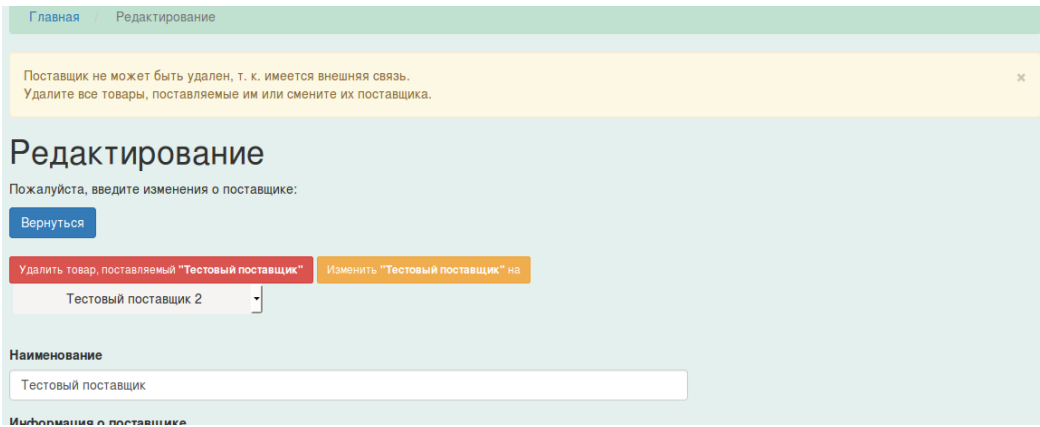 Главная / Редактирование
Поставщик не может быть удален, т. к. имеется внешняя связь.
Удалите все товары, поставляемые им или смените их поставщика.
×
Редактирование
Пожалуйста, введите изменения о поставщике:
Вернуться
Удалить товар, поставляемый "Тестовый поставщик" Изменить "Тестовый поставщик" на
Тестовый поставщик 2
Наименование
Тестовый поставщик
Информация о поставщике